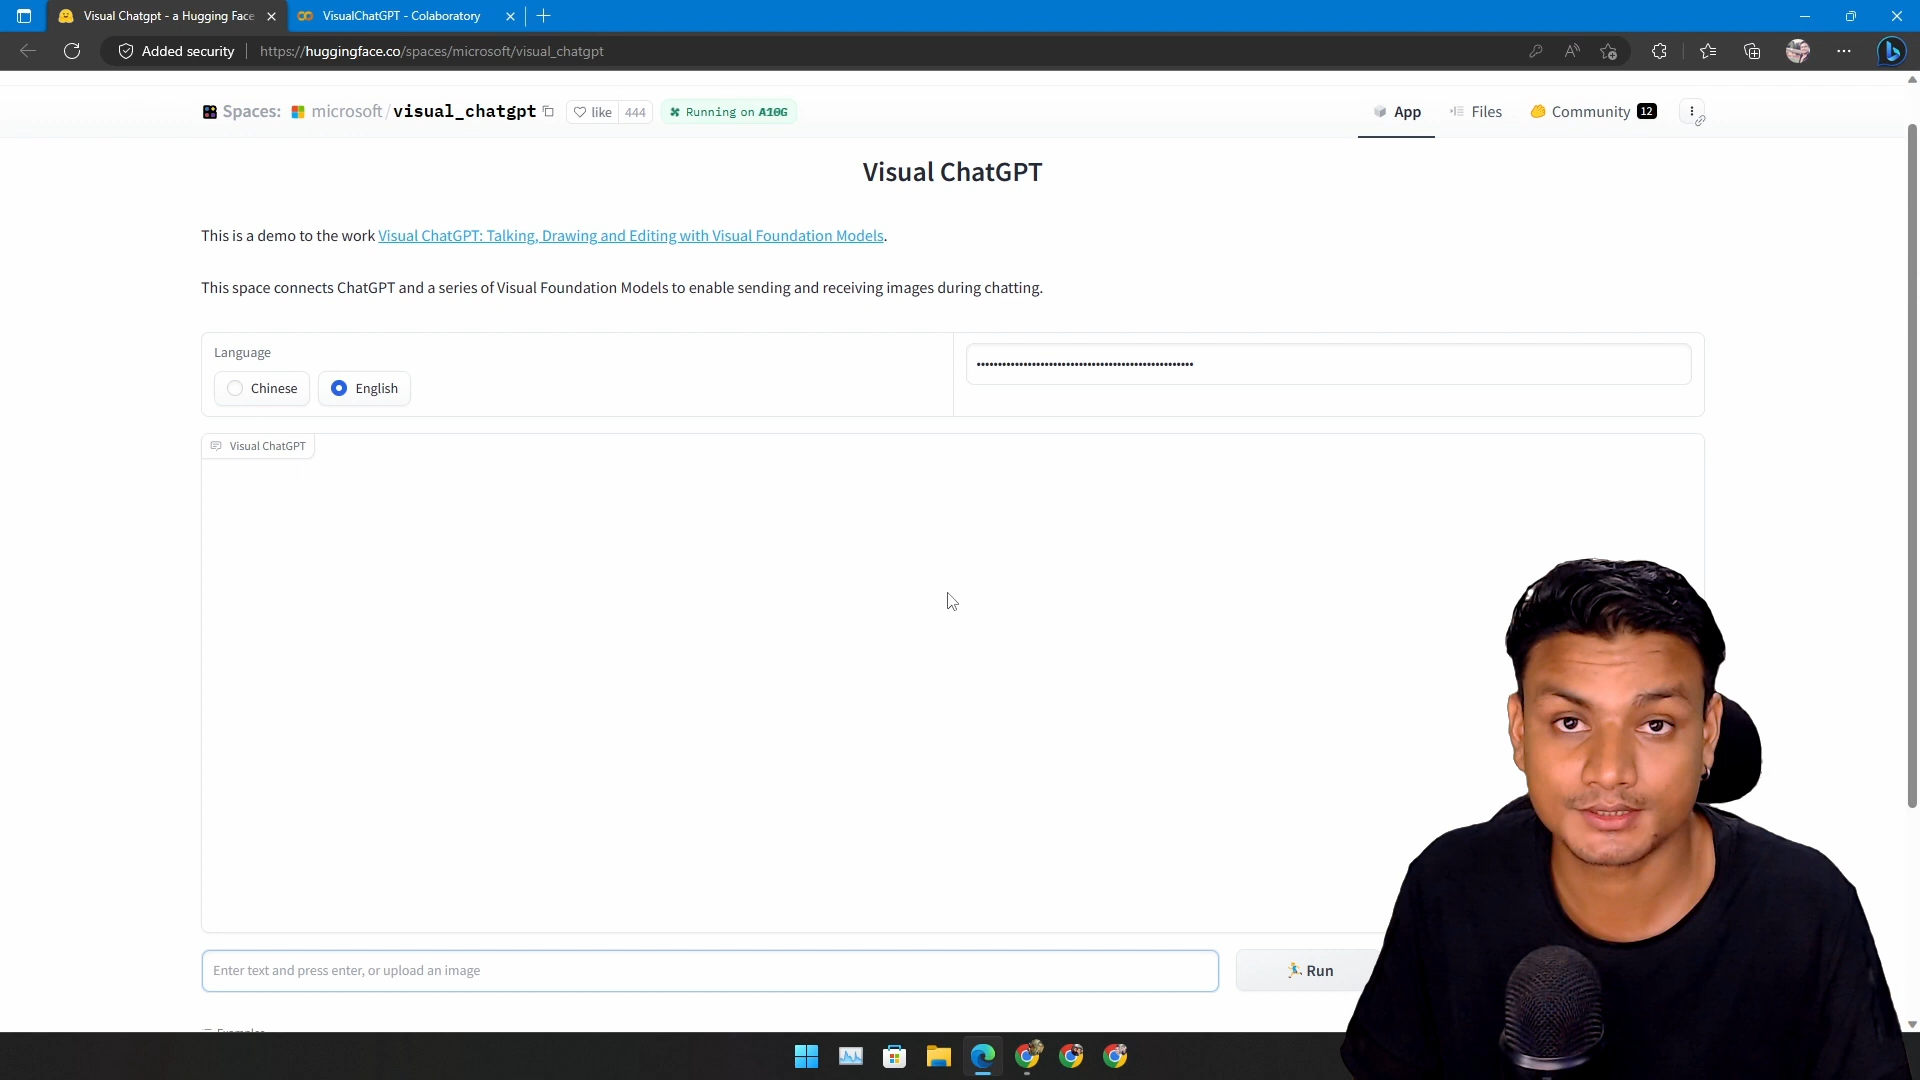 Visual Chatgpt - a Hugging Face
VisualChatGPT - Colaboratory
Added security
https://huggingface.co/spaces/microsoft/visual_chatgpt
Spaces: microsoft/visual_chatgpt like 444 Running on A10G
App Files Community 12
Visual ChatGPT
This is a demo to the work Visual ChatGPT: Talking, Drawing and Editing with Visual Foundation Models.
This space connects ChatGPT and a series of Visual Foundation Models to enable sending and receiving images during chatting.
Language
Chinese English
••••••••••••••••••••••••••••••••••••••••••••••••••
Visual ChatGPT
Enter text and press enter, or upload an image
Run
Examples